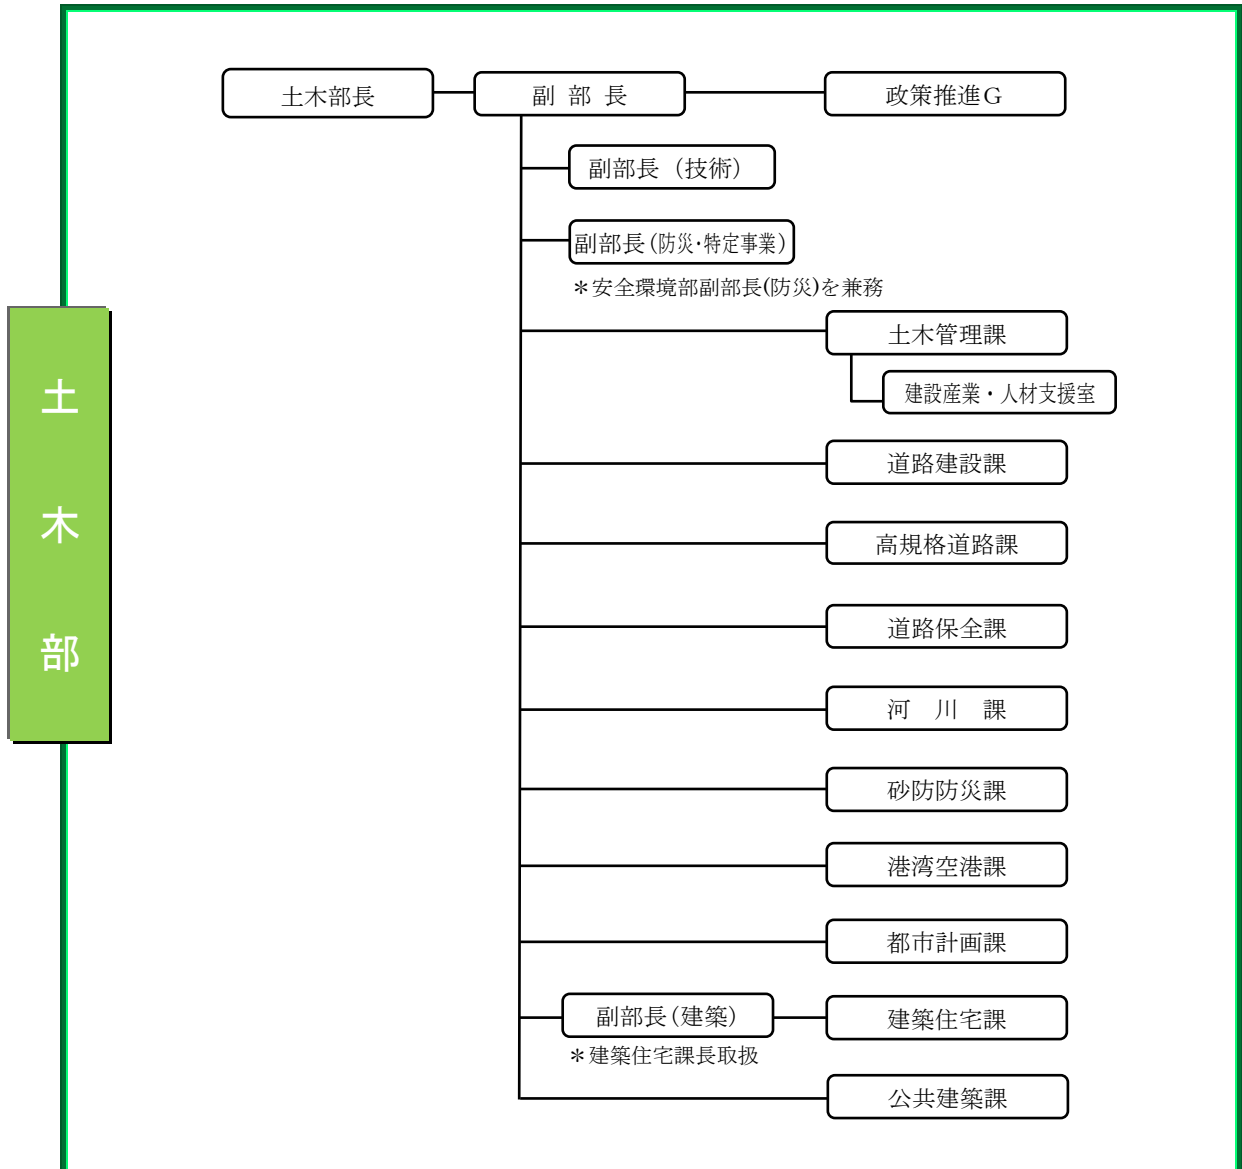 土木部長
副 部 長
政策推進G
副部長（技術）
副部長(防災・特定事業)
＊安全環境部副部長(防災)を兼務
土木管理課
建設産業・人材支援室
道路建設課
高規格道路課
道路保全課
河　川　課
砂防防災課
港湾空港課
都市計画課
副部長(建築)
建築住宅課
＊建築住宅課長取扱
公共建築課
土木部